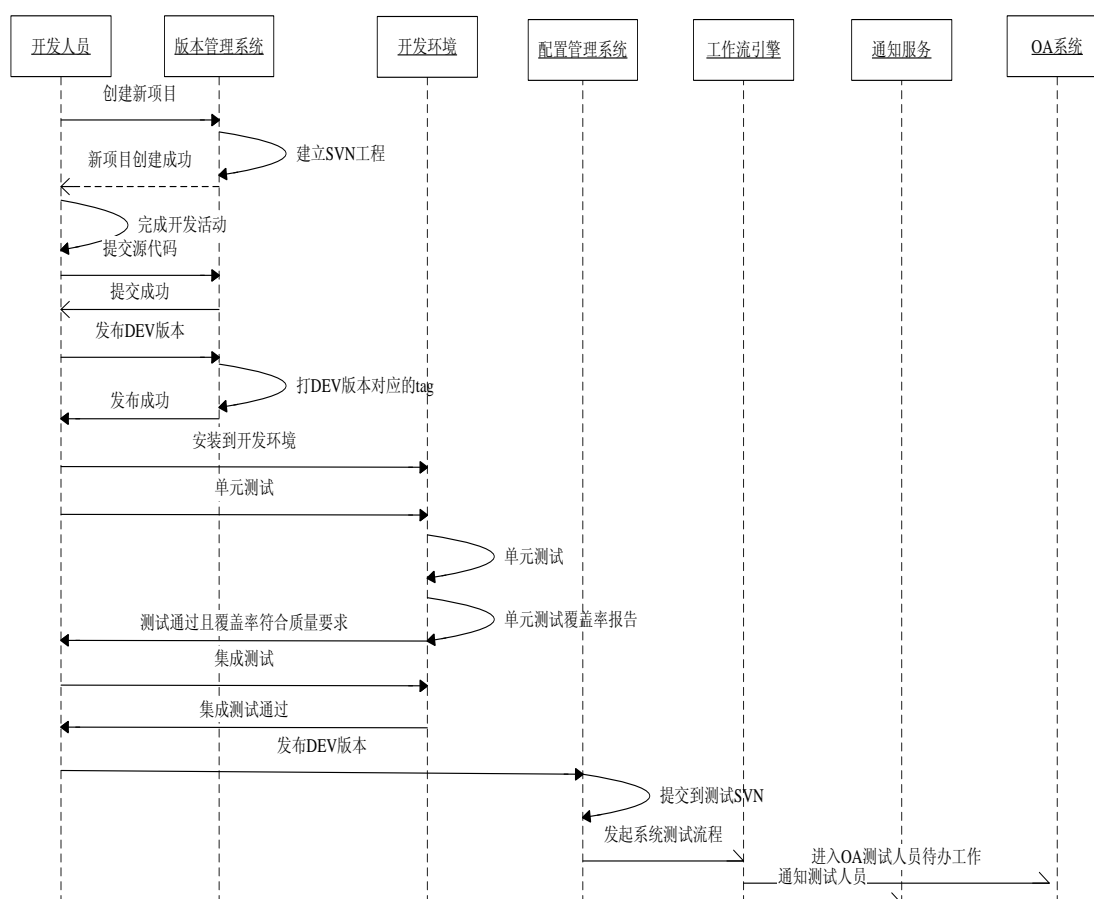 开发人员
版本管理系统
开发环境
配置管理系统
工作流引擎
通知服务
OA系统
创建新项目
建立SVN工程
新项目创建成功
完成开发活动
提交源代码
提交成功
发布DEV版本
打DEV版本对应的tag
发布成功
安装到开发环境
单元测试
单元测试
单元测试覆盖率报告
测试通过且覆盖率符合质量要求
集成测试
集成测试通过
发布DEV版本
提交到测试SVN
发起系统测试流程
进入OA测试人员待办工作
通知测试人员